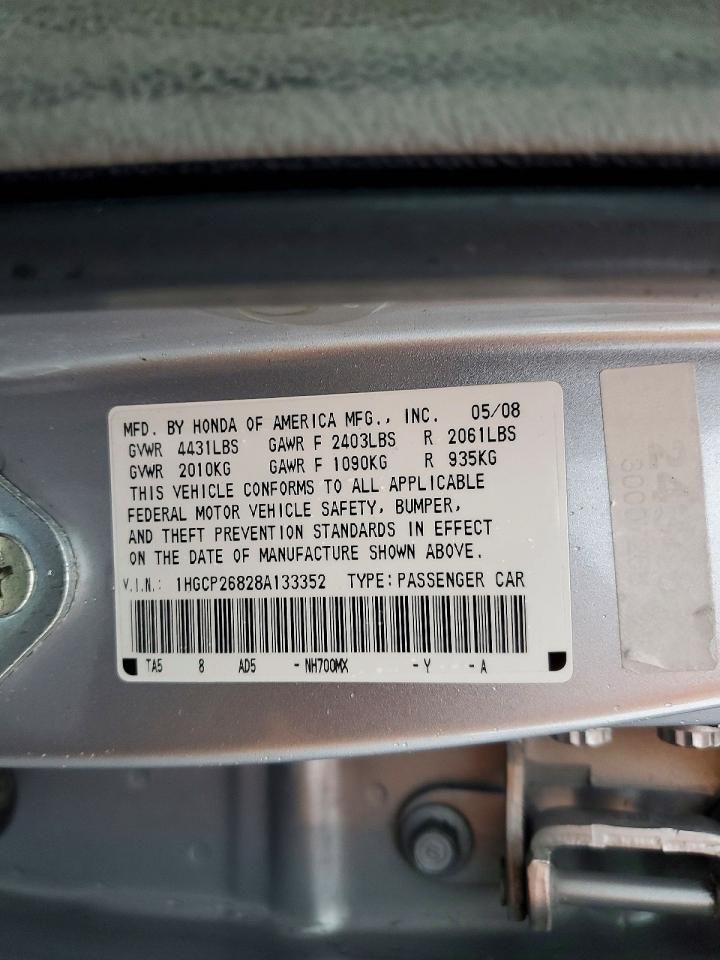 MFD. BY HONDA OF AMERICA MFG., INC. 05/08
GVWR 4431LBS GAWR F 2403LBS R 2061LBS
GVWR 2010KG GAWR F 1090KG R 935KG
THIS VEHICLE CONFORMS TO ALL APPLICABLE
FEDERAL MOTOR VEHICLE SAFETY, BUMPER,
AND THEFT PREVENTION STANDARDS IN EFFECT
ON THE DATE OF MANUFACTURE SHOWN ABOVE.
V.I.N.: 1HGCP26828A133352 TYPE: PASSENGER CAR
TA5 8 AD5 - NH700MX - Y - A